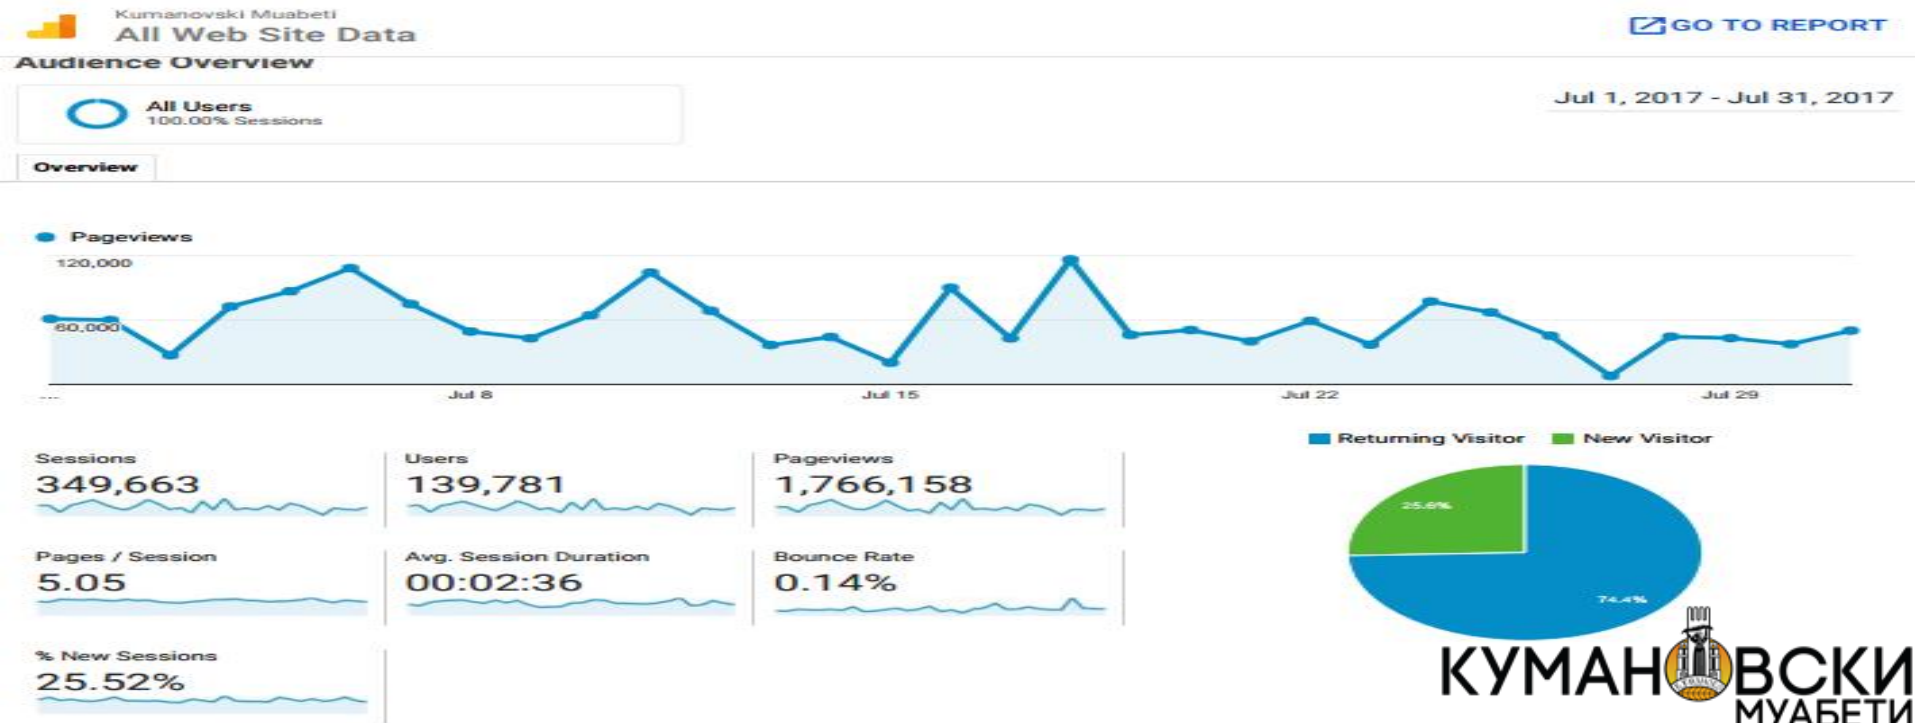 Kumanovski Muabeti
All Web Site Data
GO TO REPORT
Audience Overview
All Users
100.00% Sessions
Jul 1, 2017 - Jul 31, 2017
Overview
Pageviews
120,000
60,000
...
Jul 8
Jul 15
Jul 22
Jul 29
Returning Visitor
New Visitor
Sessions
349,663
Users
139,781
Pageviews
1,766,158
25.6%
74.4%
Pages / Session
5.05
Avg. Session Duration
00:02:36
Bounce Rate
0.14%
% New Sessions
25.52%
КУМАНОВСКИ
МУАБЕТИ